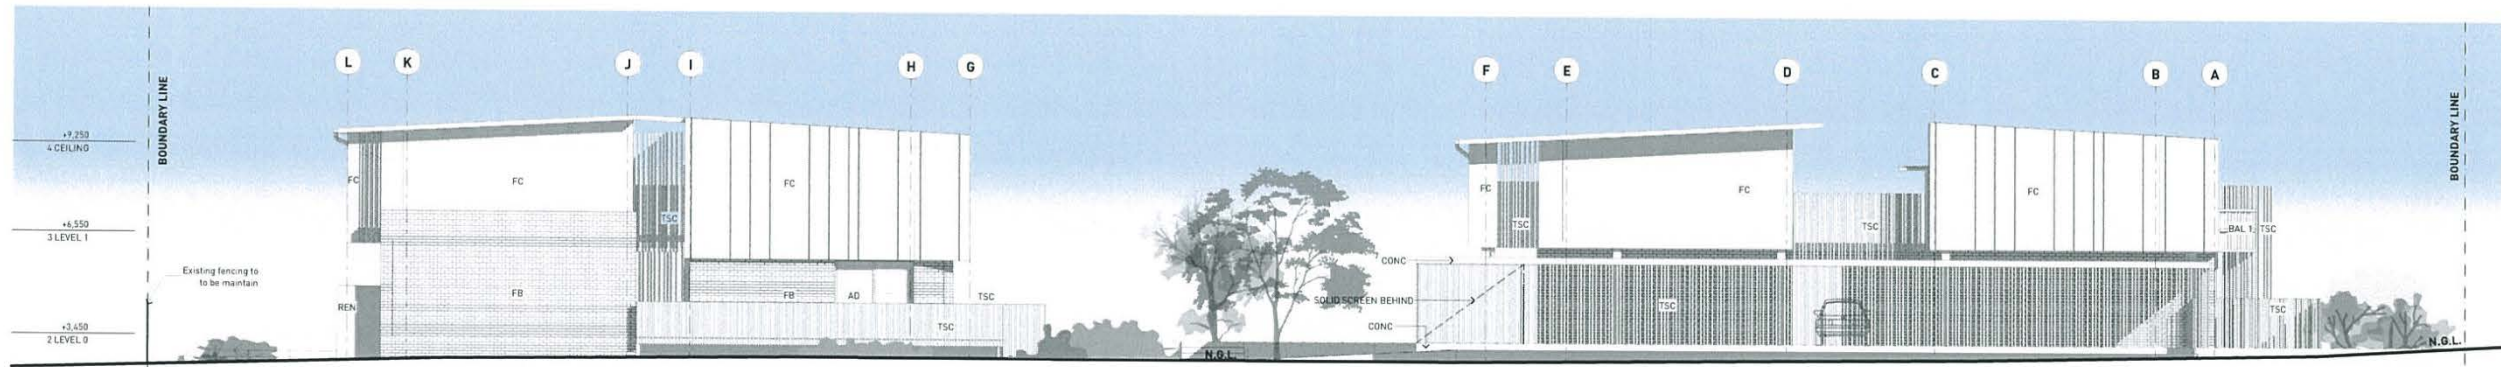 L
K
J
I
H
G
F
E
D
C
B
A
BOUNDARY LINE
BOUNDARY LINE
+9,250
4 CEILING
+6,550
3 LEVEL 1
+3,450
2 LEVEL 0
Existing fencing to
to be maintain
FC
FC
TSC
FC
REN
FB
FB
AD
TSC
TSC
N.G.L.
CONC
SOLID SCREEN BEHIND
CONC
FC
TSC
FC
TSC
FC
BAL 1
TSC
TSC
TSC
N.G.L.